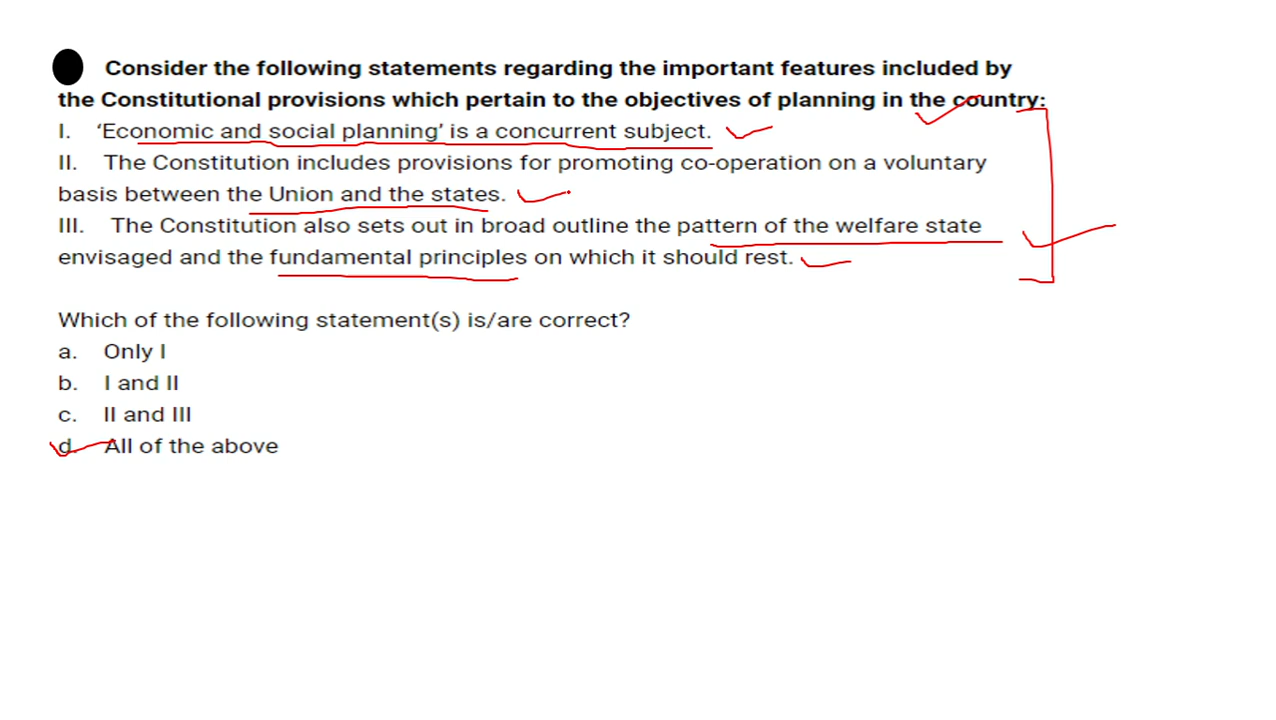 Consider the following statements regarding the important features included by
the Constitutional provisions which pertain to the objectives of planning in the country:
I. ‘Economic and social planning’ is a concurrent subject.
II. The Constitution includes provisions for promoting co-operation on a voluntary
basis between the Union and the states.
III. The Constitution also sets out in broad outline the pattern of the welfare state
envisaged and the fundamental principles on which it should rest.
Which of the following statement(s) is/are correct?
a. Only I
b. I and II
c. II and III
d. All of the above